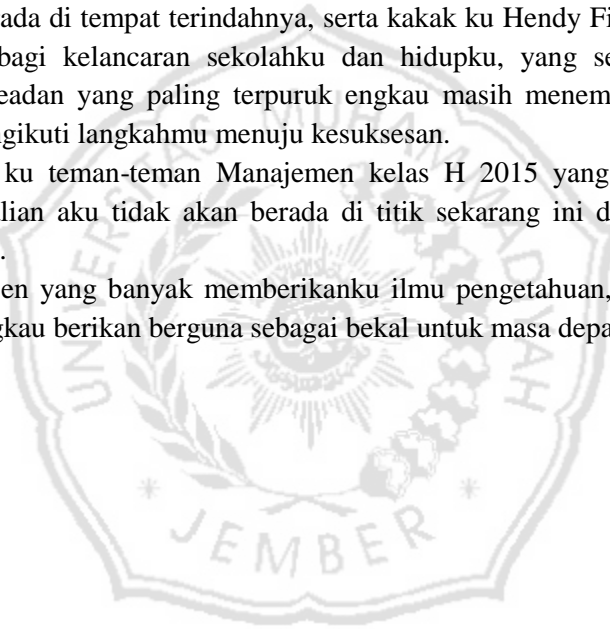 ada di tempat terindahnya, serta kakak ku Hendy Fi
bagi kelancaran sekolahku dan hidupku, yang se
eadan yang paling terpuruk engkau masih menem
ngikuti langkahmu menuju kesuksesan.
ku teman-teman Manajemen kelas H 2015 yang
alian aku tidak akan berada di titik sekarang ini d
.
en yang banyak memberikanku ilmu pengetahuan,
gkau berikan berguna sebagai bekal untuk masa depa
UNIVERSITAS MUHAMMADIYAH
JEMBER